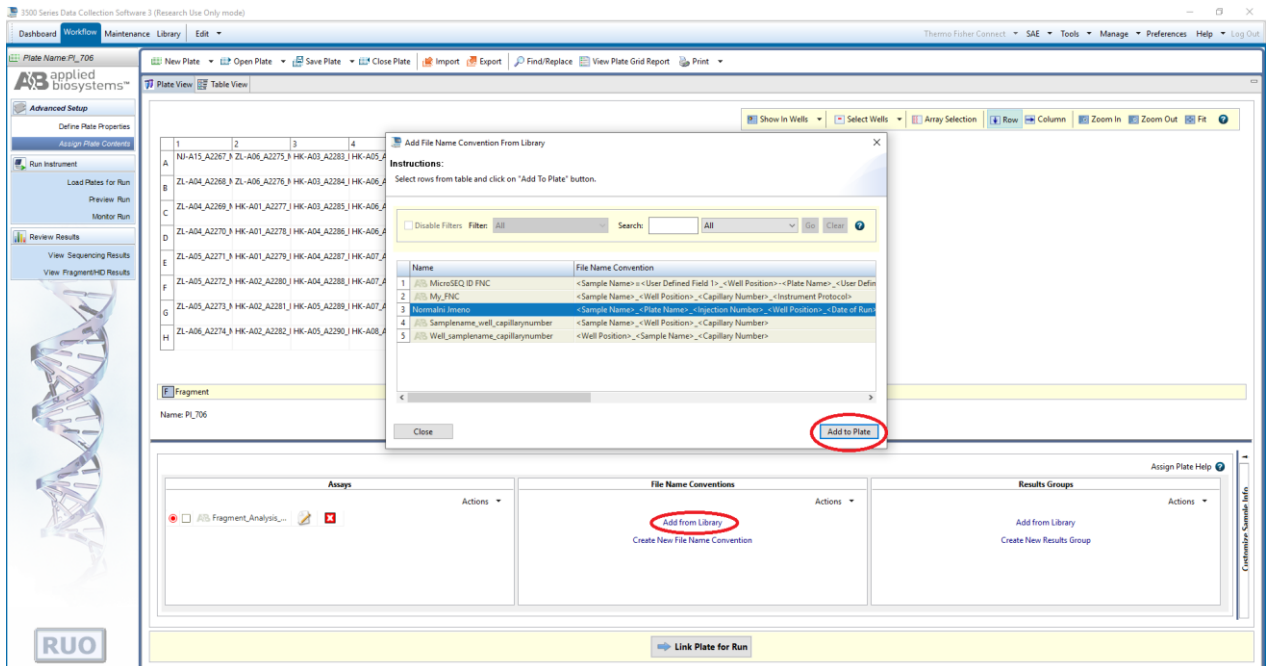 3500 Series Data Collection Software 3 (Research Use Only mode)
Dashboard Workflow Maintenance Library Edit Thermo Fisher Connect SAE Tools Manage Preferences Help Log Out
Plate Name:PI_706
New Plate Open Plate Save Plate Close Plate Import Export Find/Replace View Plate Grid Report Print
applied
biosystems™
Plate View Table View
Advanced Setup
Define Plate Properties
Assign Plate Contents
Run Instrument
Load Plates for Run
Preview Run
Monitor Run
Review Results
View Sequencing Results
View Fragment/HID Results
RUO
Show In Wells Select Wells Array Selection Row Column Zoom In Zoom Out Fit
1 2 3 4
A NJ-A15_A2267_ ZL-A06_A2275_ HK-A03_A2283_ HK-A05_A
B ZL-A04_A2268_ ZL-A06_A2276_ HK-A03_A2284_ HK-A06_A
C ZL-A04_A2269_ HK-A01_A2277_ HK-A03_A2285_ HK-A06_A
D ZL-A04_A2270_ HK-A01_A2278_ HK-A04_A2286_ HK-A06_A
E ZL-A05_A2271_ HK-A01_A2279_ HK-A04_A2287_ HK-A07_A
F ZL-A05_A2272_ HK-A02_A2280_ HK-A04_A2288_ HK-A07_A
G ZL-A05_A2273_ HK-A02_A2281_ HK-A05_A2289_ HK-A07_A
H ZL-A06_A2274_ HK-A02_A2282_ HK-A05_A2290_ HK-A08_A
F Fragment
Name: PI_706
Add File Name Convention From Library
Instructions:
Select rows from table and click on "Add To Plate" button.
Disable Filters Filter: All Search: All Go Clear
Name File Name Convention
1 MicroSEQ ID FNC <Sample Name>=<User Defined Field 1>_<Well Position>-<Plate Name>_<User Defin
2 My_FNC <Sample Name>_<Well Position>_<Capillary Number>_<Instrument Protocol>
3 Normalni Jmeno <Sample Name>_<Plate Name>_<Injection Number>_<Well Position>_<Date of Run>
4 Samplename_well_capillarynumber <Sample Name>_<Well Position>_<Capillary Number>
5 Well_samplename_capillarynumber <Well Position>_<Sample Name>_<Capillary Number>
Close Add to Plate
Assign Plate Help
Assays File Name Conventions Results Groups
Actions Actions Actions
Fragment_Analysis_...
Add from Library Add from Library
Create New File Name Convention Create New Results Group
Customize Sample Info
Link Plate for Run